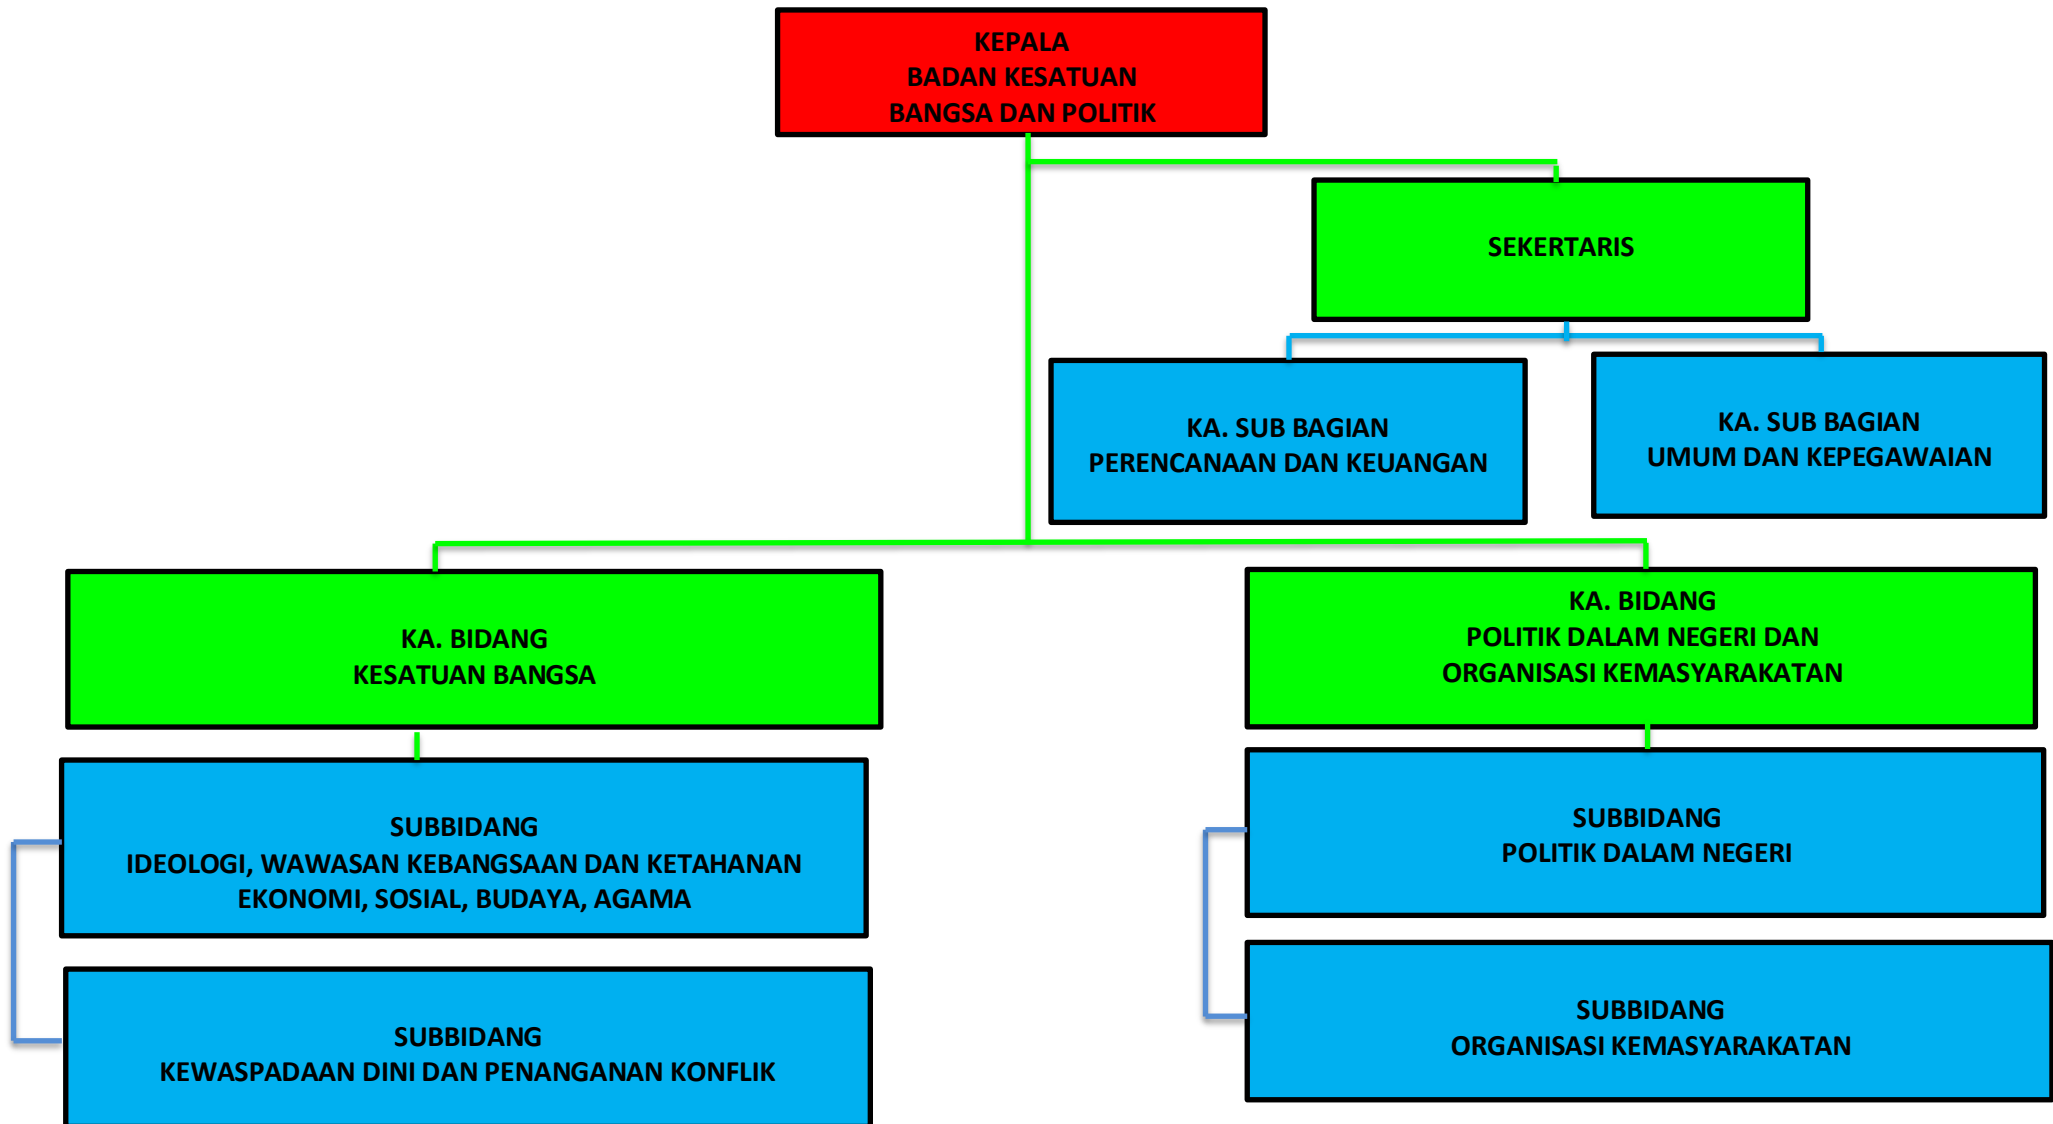 KEPALA
BADAN KESATUAN
BANGSA DAN POLITIK
SEKERTARIS
KA. SUB BAGIAN
PERENCANAAN DAN KEUANGAN
KA. SUB BAGIAN
UMUM DAN KEPEGAWAIAN
KA. BIDANG
KESATUAN BANGSA
KA. BIDANG
POLITIK DALAM NEGERI DAN
ORGANISASI KEMASYARAKATAN
SUBBIDANG
IDEOLOGI, WAWASAN KEBANGSAAN DAN KETAHANAN
EKONOMI, SOSIAL, BUDAYA, AGAMA
SUBBIDANG
POLITIK DALAM NEGERI
SUBBIDANG
KEWASPADAAN DINI DAN PENANGANAN KONFLIK
SUBBIDANG
ORGANISASI KEMASYARAKATAN